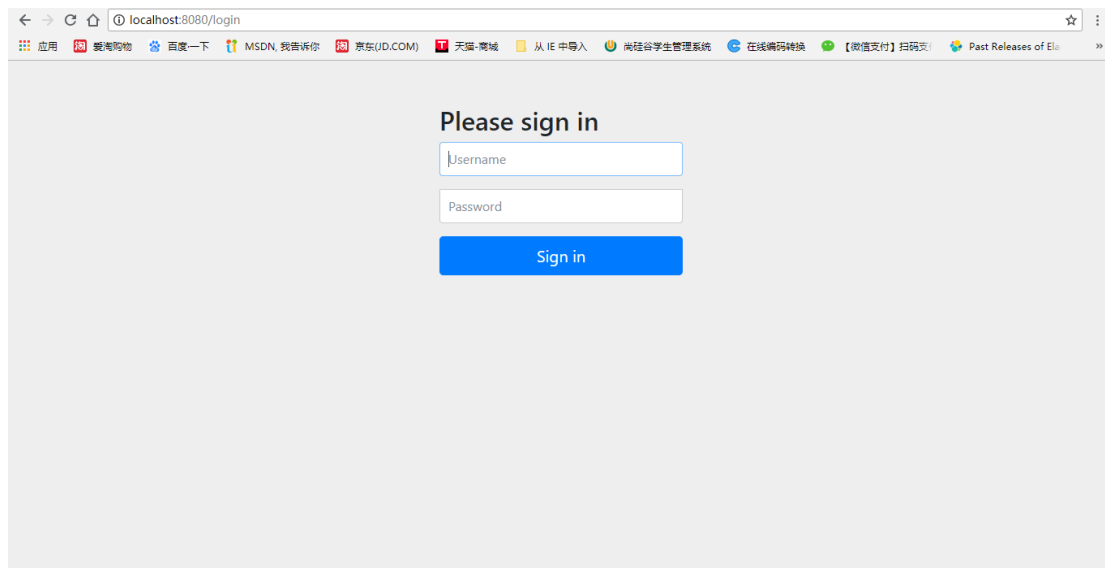 localhost:8080/login
应用 爱淘购物 百度一下 MSDN, 我告诉你 京东(JD.COM) 天猫-商城 从 IE 中导入 尚硅谷学生管理系统 在线编码转换 【微信支付】扫码支 Past Releases of Ela »
Please sign in
Username
Password
Sign in